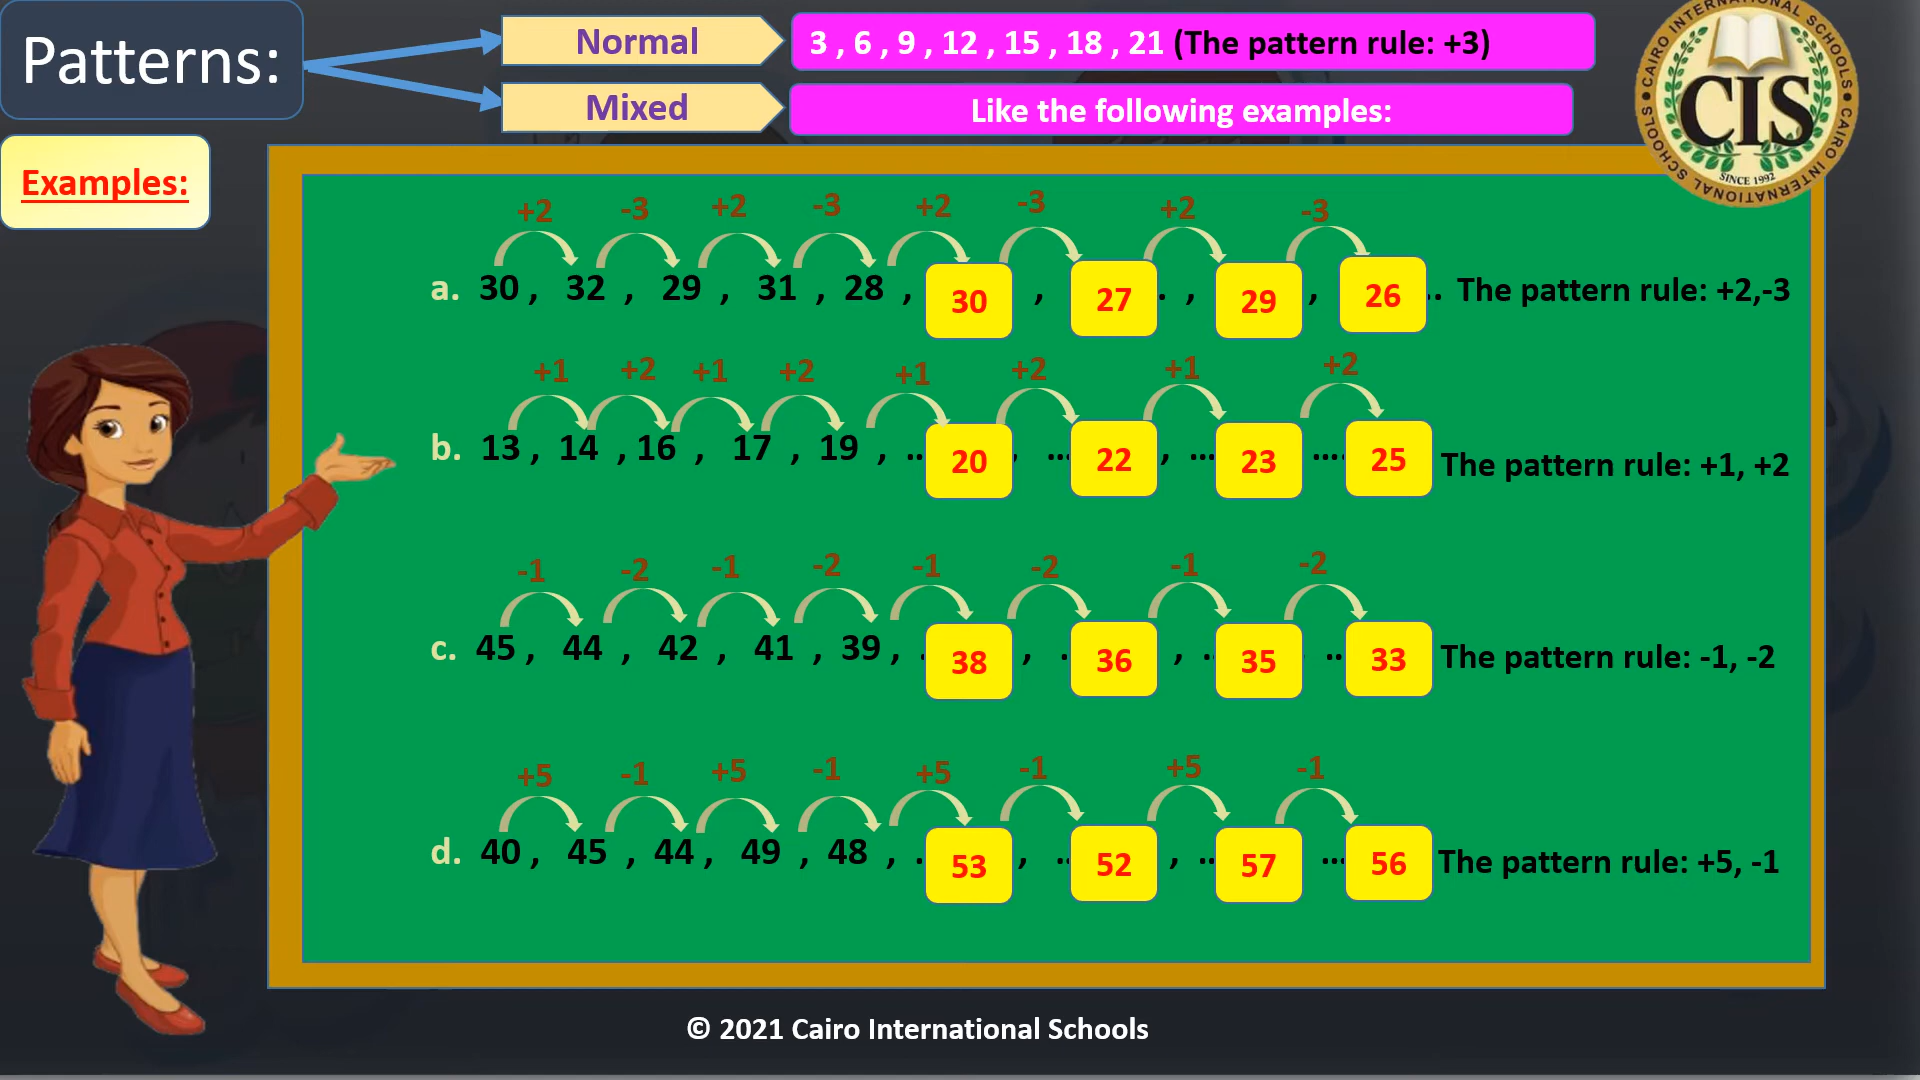 Patterns:
Normal
3 , 6 , 9 , 12 , 15 , 18 , 21 (The pattern rule: +3)
Mixed
Like the following examples:
CAIRO INTERNATIONAL SCHOOLS • CAIRO INTERNATIONAL SCHOOLS •
CIS
SINCE 1992
Examples:
+2 -3 +2 -3 +2 -3 +2 -3
a. 30 , 32 , 29 , 31 , 28 , 30 , 27 . , 29 , 26 .. The pattern rule: +2,-3
+1 +2 +1 +2 +1 +2 +1 +2
b. 13 , 14 , 16 , 17 , 19 , .. 20 , ... 22 , ... 23 .... 25 The pattern rule: +1, +2
-1 -2 -1 -2 -1 -2 -1 -2
c. 45 , 44 , 42 , 41 , 39 , . 38 , . 36 , .. 35 .. 33 The pattern rule: -1, -2
+5 -1 +5 -1 +5 -1 +5 -1
d. 40 , 45 , 44 , 49 , 48 , . 53 , .. 52 , .. 57 ... 56 The pattern rule: +5, -1
© 2021 Cairo International Schools